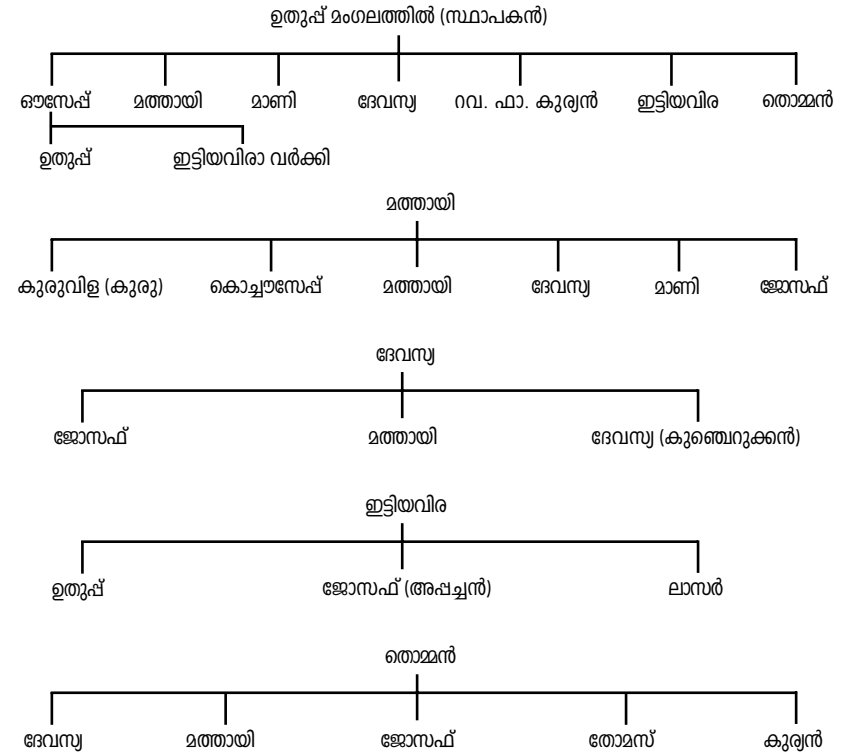 ഉതുപ്പ് മംഗലത്തിൽ (സ്ഥാപകൻ)
ഔസേപ്പ് മത്തായി മാണി ദേവസ്യ റവ. ഫാ. കുര്യൻ ഇട്ടിയവിര തൊമ്മൻ
ഉതുപ്പ് ഇട്ടിയവിരാ വർക്കി
മത്തായി
കുരുവിള (കുരു) കൊച്ചൗസേപ്പ് മത്തായി ദേവസ്യ മാണി ജോസഫ്
ദേവസ്യ
ജോസഫ് മത്തായി ദേവസ്യ (കുഞ്ഞെറുക്കൻ)
ഇട്ടിയവിര
ഉതുപ്പ് ജോസഫ് (അപ്പച്ചൻ) ലാസർ
തൊമ്മൻ
ദേവസ്യ മത്തായി ജോസഫ് തോമസ് കുര്യൻ